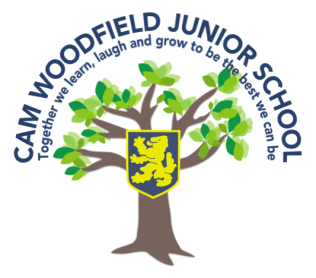 CAM WOODFIELD JUNIOR SCHOOL
Together we learn, laugh and grow to be the best we can be